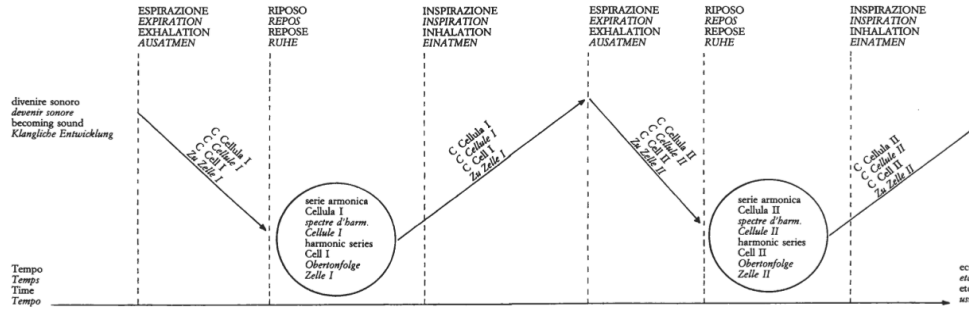 ESPIRAZIONE
EXPIRATION
EXHALATION
AUSATMEN
RIPOSO
REPOS
REPOSE
RUHE
INSPIRAZIONE
INSPIRATION
INHALATION
EINATMEN
ESPIRAZIONE
EXPIRATION
EXHALATION
AUSATMEN
RIPOSO
REPOS
REPOSE
RUHE
INSPIRAZIONE
INSPIRATION
INHALATION
EINATMEN
divenire sonoro
devenir sonore
becoming sound
Klangliche Entwicklung
C Cellula I
C Cellule I
C Cell I
Zu Zelle I
serie armonica
Cellula I
spectre d'harm.
Cellule I
harmonic series
Cell I
Obertonfolge
Zelle I
C Cellula I
C Cellule I
C Cell I
Zu Zelle I
C Cellula II
C Cellule II
C Cell II
Zu Zelle II
serie armonica
Cellula II
spectre d'harm.
Cellule II
harmonic series
Cell II
Obertonfolge
Zelle II
C Cellula II
C Cellule II
C Cell II
Zu Zelle II
Tempo
Temps
Time
Tempo
ec
etc
etc
us